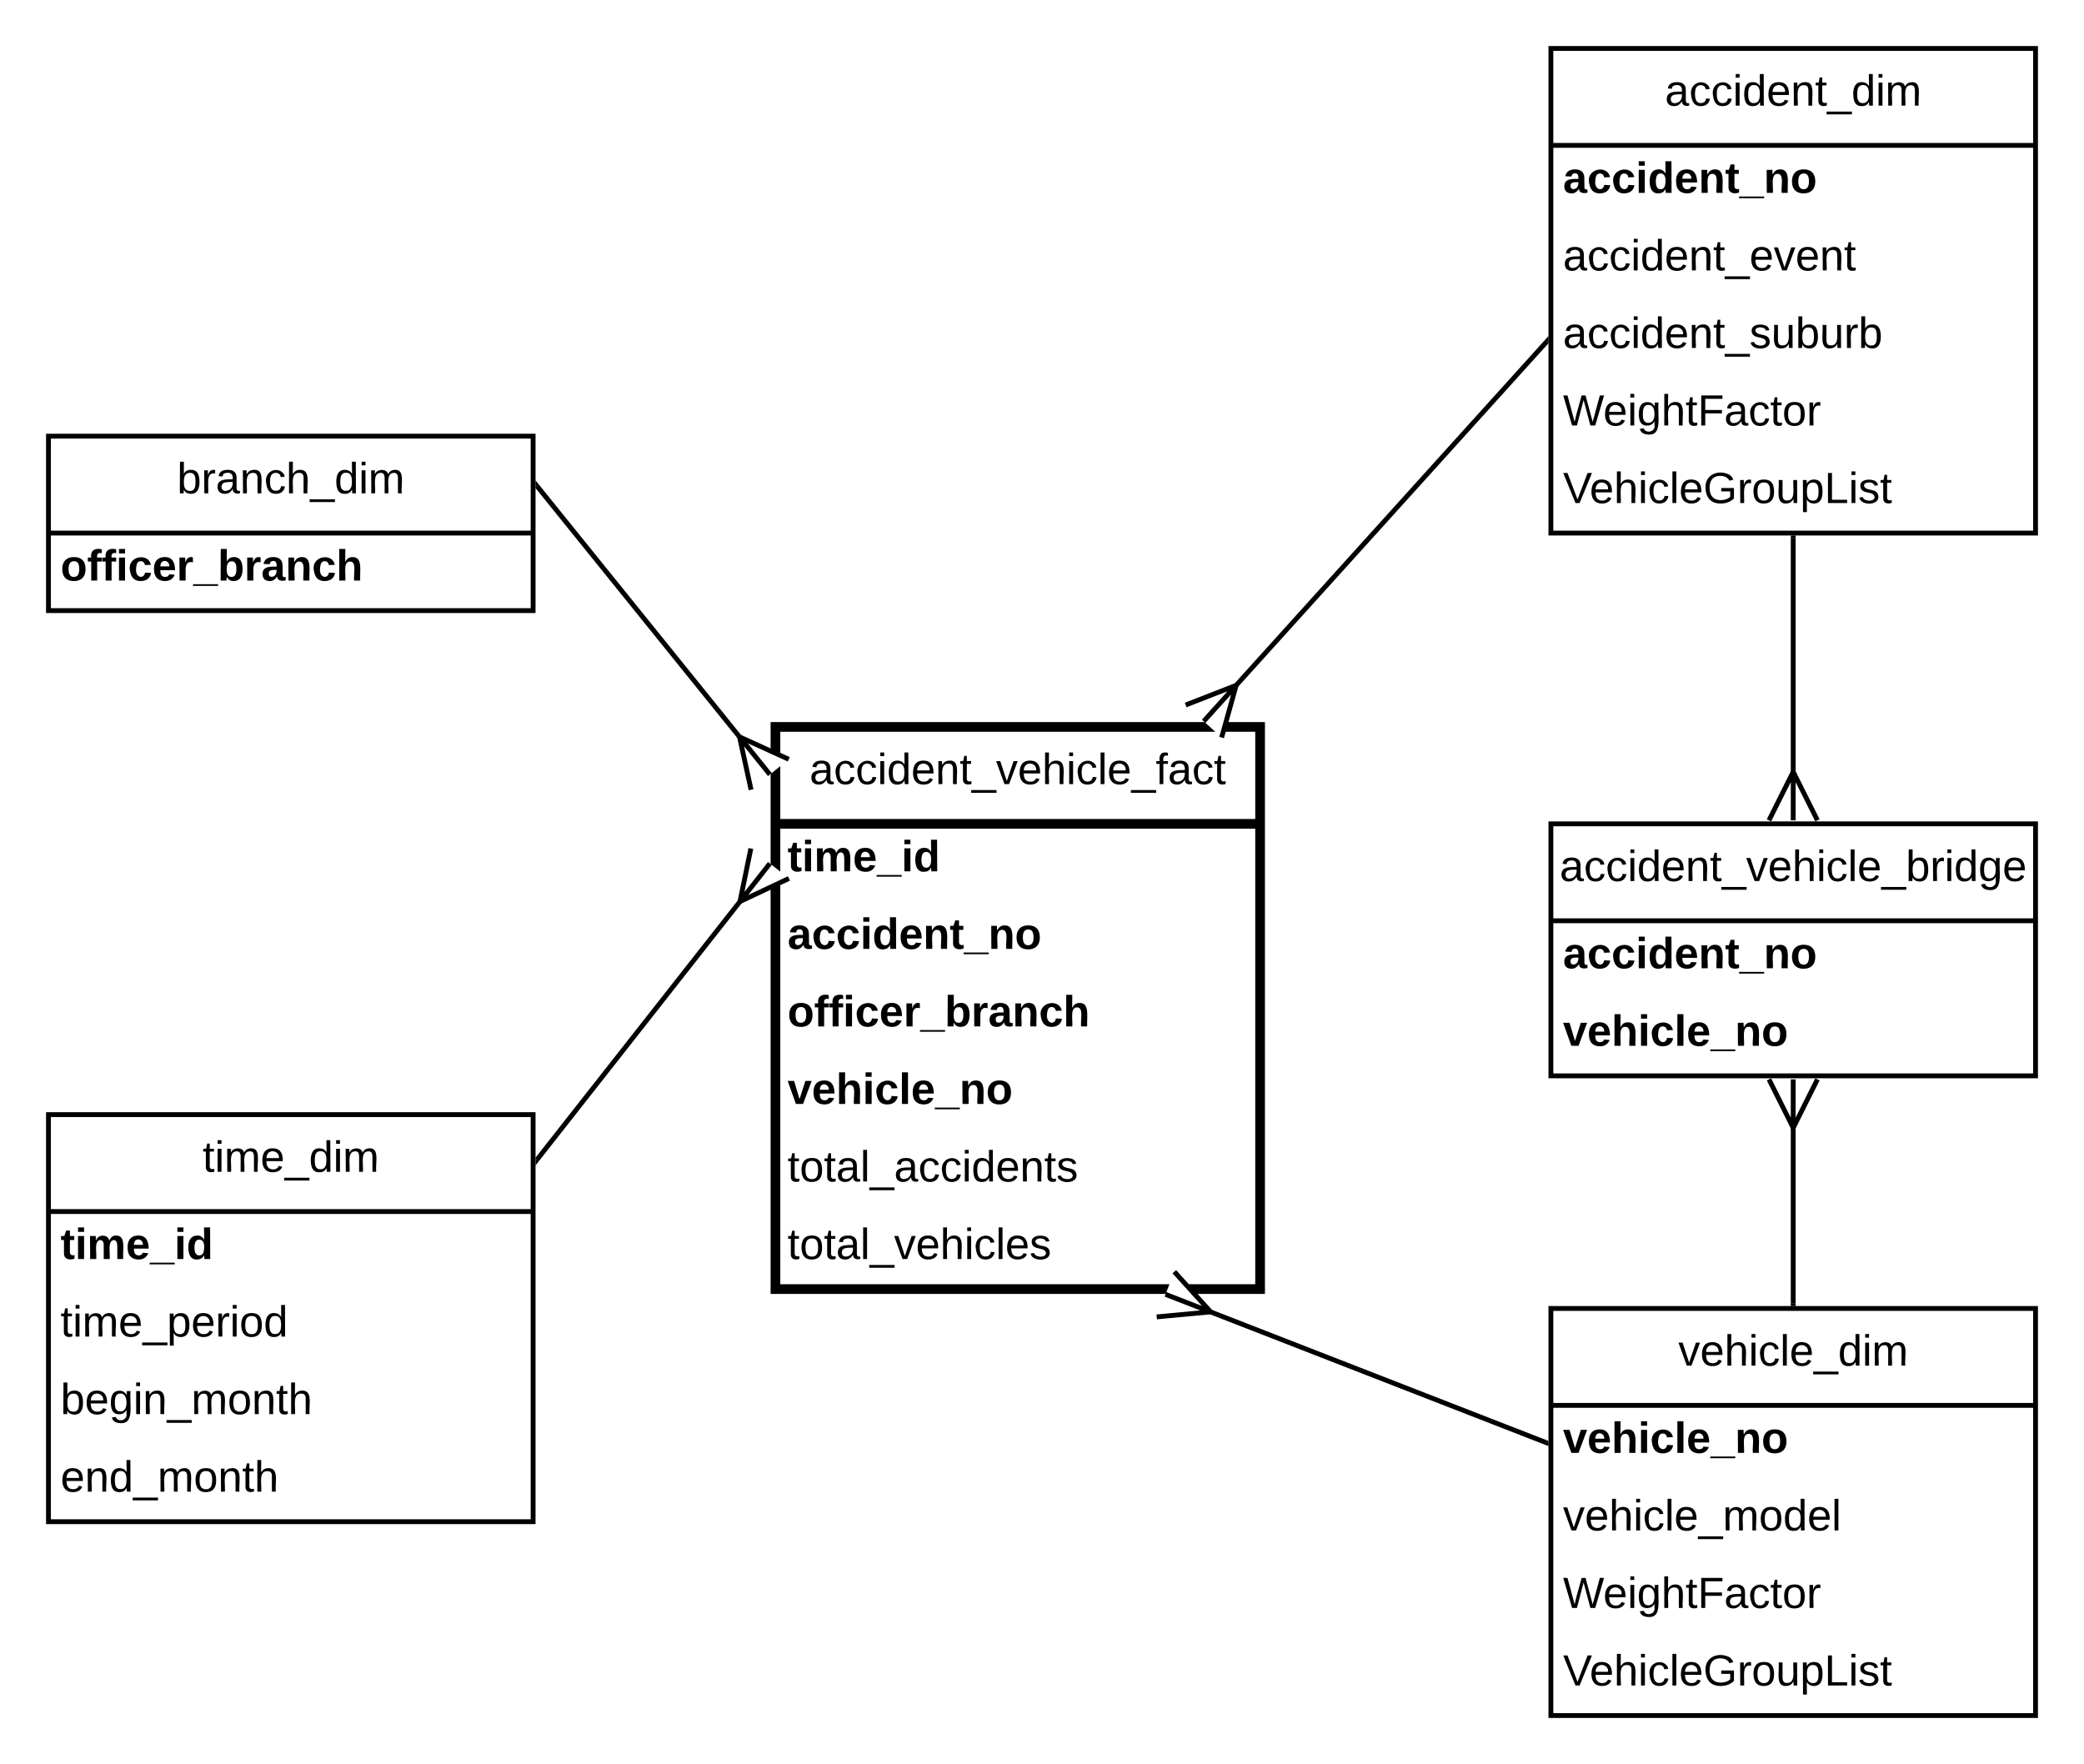 accident_dim
accident_no
accident_event
accident_suburb
WeightFactor
VehicleGroupList
branch_dim
officer_branch
accident_vehicle_fact
time_id
accident_no
officer_branch
vehicle_no
total_accidents
total_vehicles
accident_vehicle_bridge
accident_no
vehicle_no
time_dim
time_id
time_period
begin_month
end_month
vehicle_dim
vehicle_no
vehicle_model
WeightFactor
VehicleGroupList